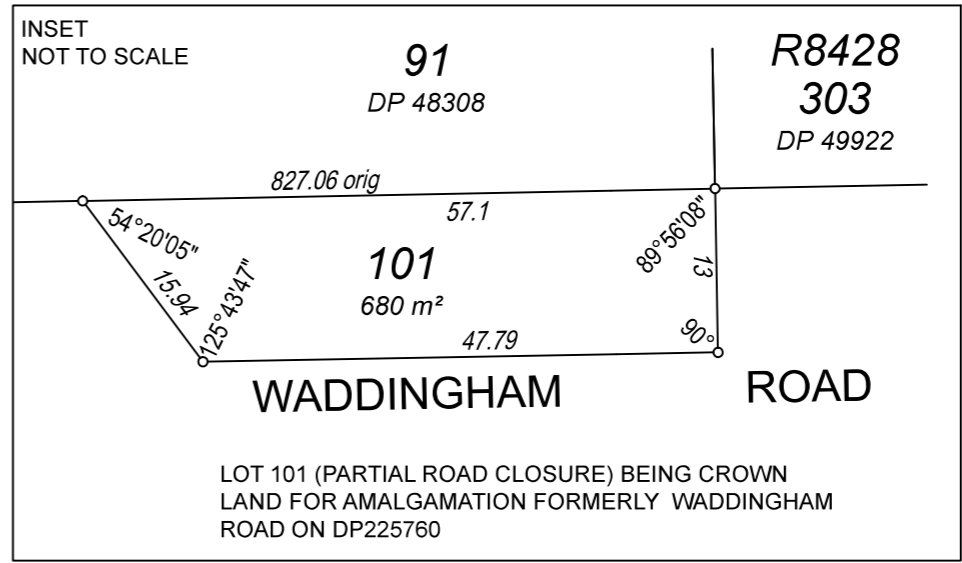 INSET
NOT TO SCALE
91
DP 48308
R8428
303
DP 49922
827.06 orig
57.1
54°20'05"
89°56'08"
15.94
125°43'47"
101
680 m²
13
90°
47.79
WADDINGHAM ROAD
LOT 101 (PARTIAL ROAD CLOSURE) BEING CROWN
LAND FOR AMALGAMATION FORMERLY WADDINGHAM
ROAD ON DP225760